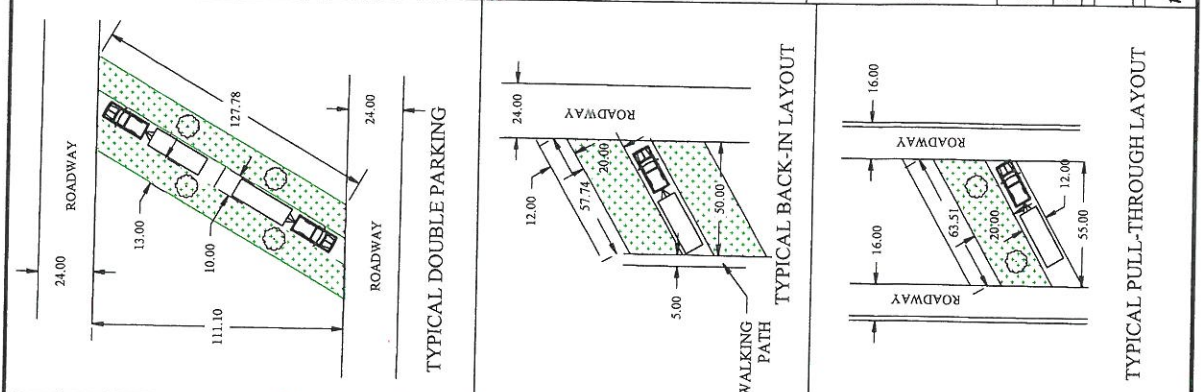 24.00
ROADWAY
13.00
127.78
111.10
10.00
ROADWAY
24.00
TYPICAL DOUBLE PARKING
24.00
ROADWAY
12.00
57.74
20.00
50.00
5.00
WALKING
PATH
TYPICAL BACK-IN LAYOUT
16.00
ROADWAY
16.00
63.51
20.00
12.00
55.00
ROADWAY
TYPICAL PULL-THROUGH LAYOUT